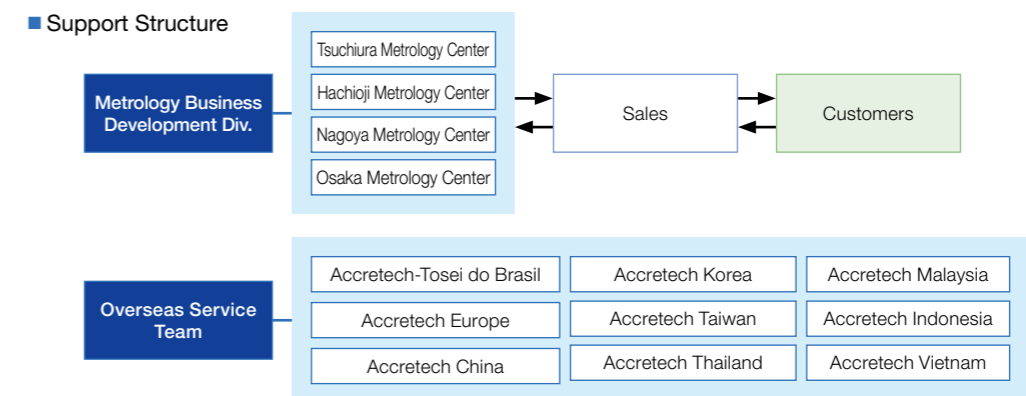 Support Structure
Metrology Business
Development Div.
Tsuchiura Metrology Center
Hachioji Metrology Center
Nagoya Metrology Center
Osaka Metrology Center
Sales
Customers
Overseas Service
Team
Accretech-Tosei do Brasil
Accretech Europe
Accretech China
Accretech Korea
Accretech Taiwan
Accretech Thailand
Accretech Malaysia
Accretech Indonesia
Accretech Vietnam